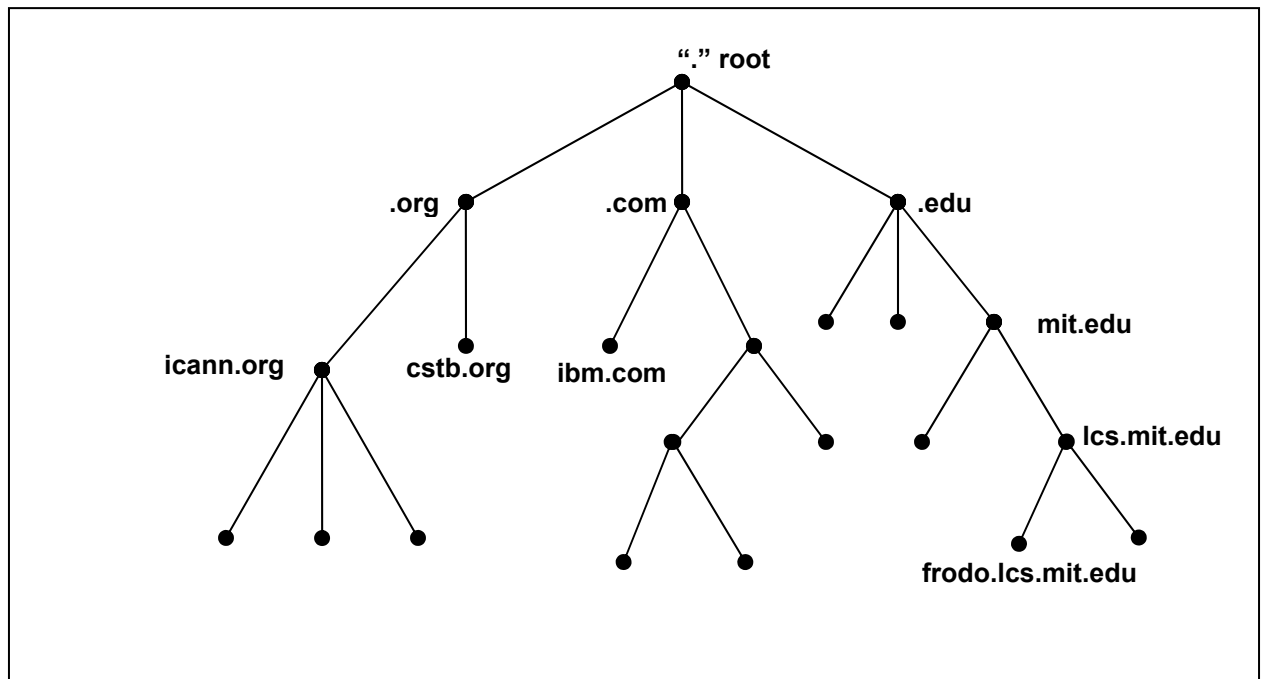 “.” root
.org
.com
.edu
mit.edu
icann.org
cstb.org
ibm.com
lcs.mit.edu
frodo.lcs.mit.edu